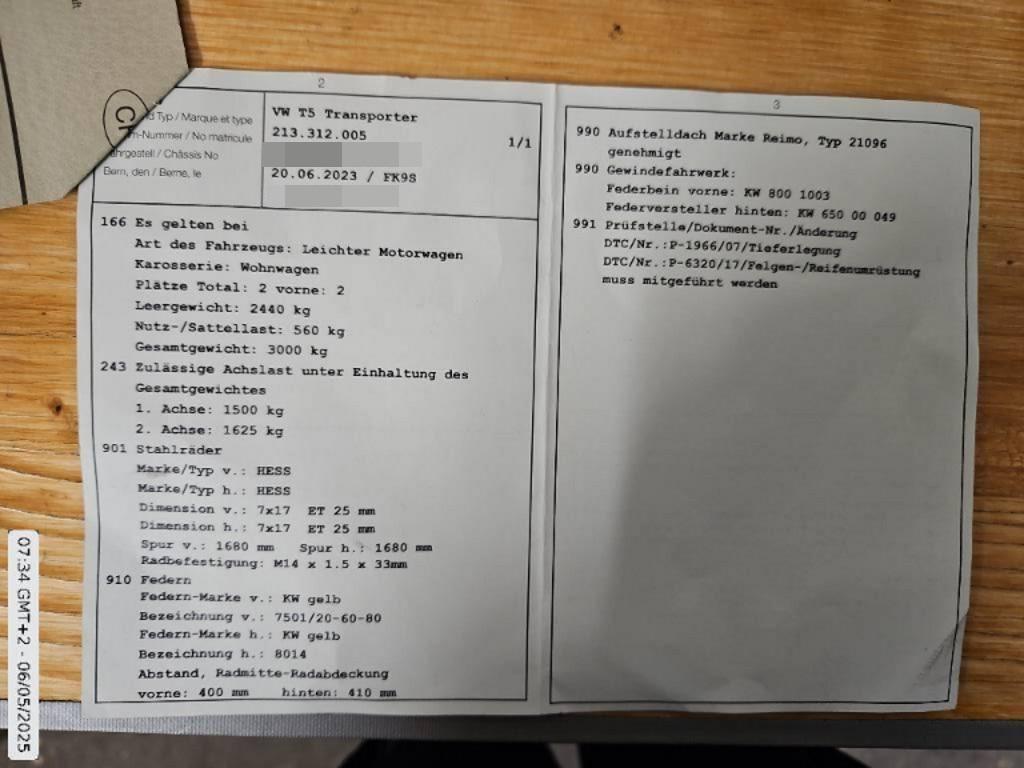 2
CH
Typ / Marque et type
-Nummer / No matricule
/ Châssis No
Bern, den / Berne, le
VW T5 Transporter
213.312.005
1/1
20.06.2023 / FK9S
166 Es gelten bei
Art des Fahrzeugs: Leichter Motorwagen
Karosserie: Wohnwagen
Plätze Total: 2 vorne: 2
Leergewicht: 2440 kg
Nutz-/Sattellast: 560 kg
Gesamtgewicht: 3000 kg
243 Zulässige Achslast unter Einhaltung des
Gesamtgewichtes
1. Achse: 1500 kg
2. Achse: 1625 kg
901 Stahlräder
Marke/Typ v.: HESS
Marke/Typ h.: HESS
Dimension v.: 7x17 ET 25 mm
Dimension h.: 7x17 ET 25 mm
Spur v.: 1680 mm Spur h.: 1680 mm
Radbefestigung: M14 x 1.5 x 33mm
910 Federn
Federn-Marke v.: KW gelb
Bezeichnung v.: 7501/20-60-80
Federn-Marke h.: KW gelb
Bezeichnung h.: 8014
Abstand, Radmitte-Radabdeckung
vorne: 400 mm hinten: 410 mm
3
990 Aufstelldach Marke Reimo, Typ 21096
genehmigt
990 Gewindefahrwerk:
Federbein vorne: KW 800 1003
Federversteller hinten: KW 650 00 049
991 Prüfstelle/Dokument-Nr./Änderung
DTC/Nr.:P-1966/07/Tieferlegung
DTC/Nr.:P-6320/17/Felgen-/Reifenumrüstung
muss mitgeführt werden
07:34 GMT+2 - 06/05/2025